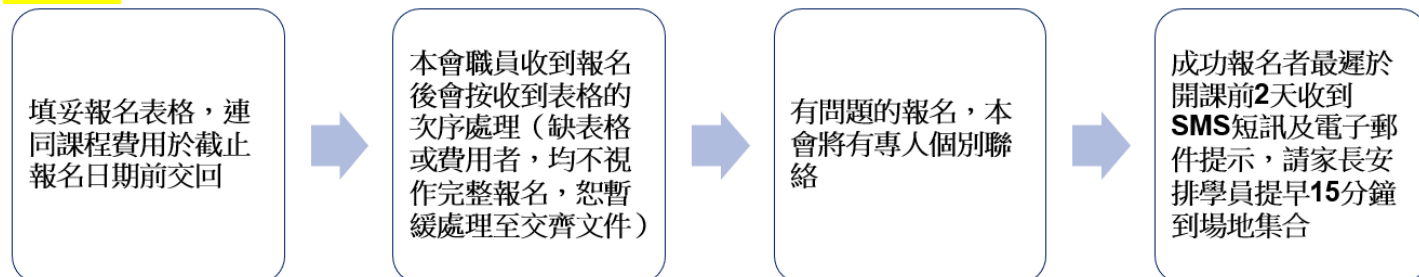 填妥報名表格，連
同課程費用於截止
報名日期前交回
本會職員收到報名
後會按收到表格的
次序處理（缺表格
或費用者，均不視
作完整報名，恕暫
緩處理至交齊文件）
有問題的報名，本
會將有專人個別聯
絡
成功報名者最遲於
開課前2天收到
SMS短訊及電子郵
件提示，請家長安
排學員提早15分鐘
到場地集合